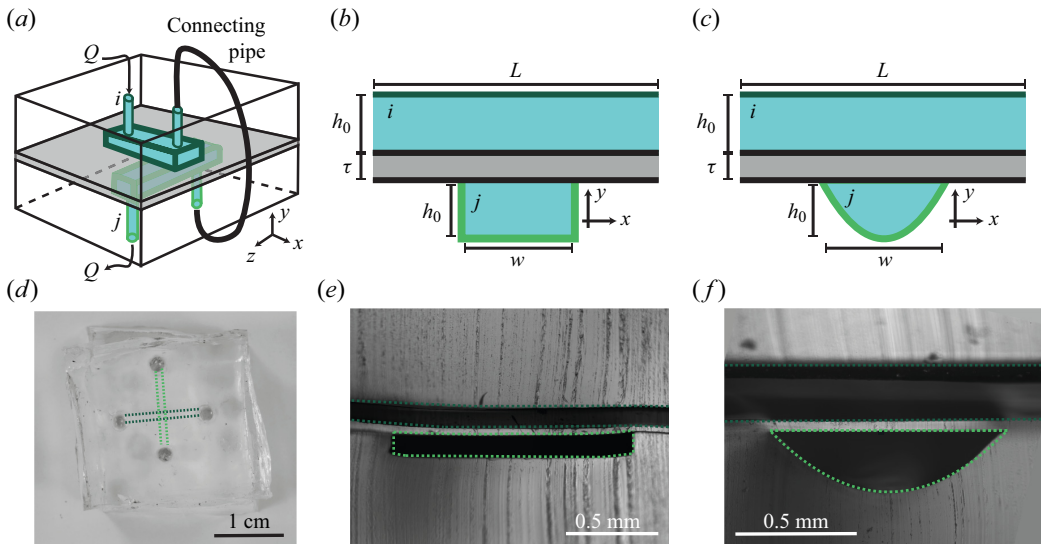 (a)
Connecting
pipe
Q
i
j
Q
y
x
z
(b)
L
h0
i
τ
h0
j
y
x
w
(c)
L
h0
i
τ
h0
j
y
x
w
(d)
1 cm
(e)
0.5 mm
(f)
0.5 mm